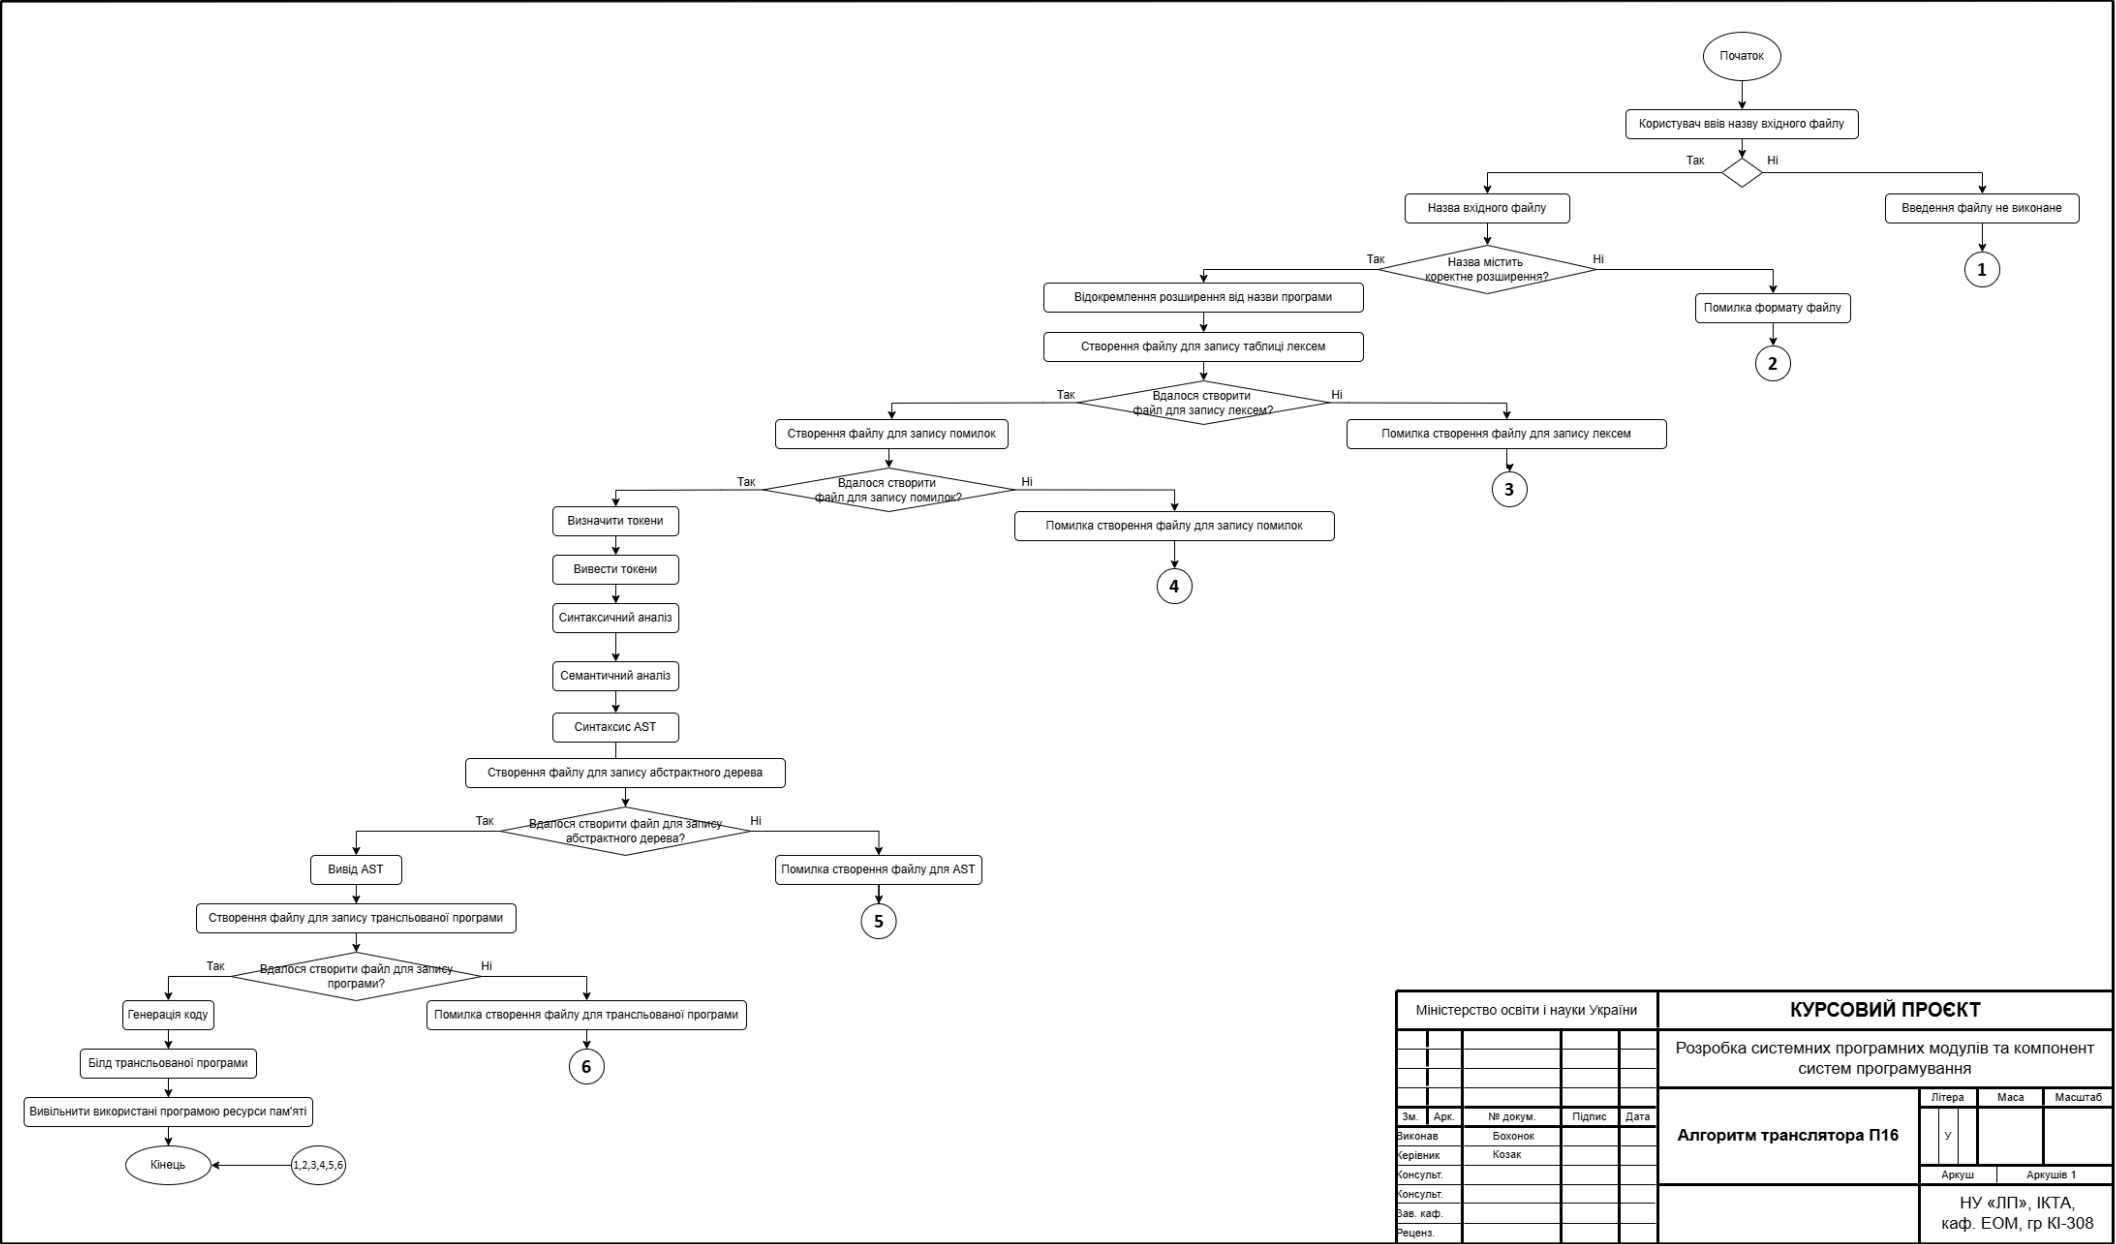 Початок
Користувач ввів назву вхідного файлу
Так
Ні
Назва вхідного файлу
Введення файлу не виконане
Так
Назва містить
коректне розширення?
Ні
1
Відокремлення розширення від назви програми
Помилка формату файлу
Створення файлу для запису таблиці лексем
2
Так
Вдалося створити
файл для запису лексем?
Ні
Створення файлу для запису помилок
Помилка створення файлу для запису лексем
Так
Вдалося створити
файл для запису помилок?
Ні
3
Визначити токени
Помилка створення файлу для запису помилок
Вивести токени
4
Синтаксичний аналіз
Семантичний аналіз
Синтаксис AST
Створення файлу для запису абстрактного дерева
Так
Вдалося створити файл для запису
абстрактного дерева?
Ні
Вивід AST
Помилка створення файлу для AST
Створення файлу для запису трансльованої програми
5
Так
Вдалося створити файл для запису
програми?
Ні
Генерація коду
Помилка створення файлу для трансльованої програми
Білд трансльованої програми
6
Вивільнити використані програмою ресурси пам'яті
Кінець
1,2,3,4,5,6
Міністерство освіти і науки України
КУРСОВИЙ ПРОЄКТ
Розробка системних програмних модулів та компонент
систем програмування
Зм.
Арк.
№ докум.
Підпис
Дата
Виконав
Бохонок
Керівник
Козак
Консульт.
Консульт.
Зав. каф.
Реценз.
Алгоритм транслятора П16
Літера
Маса
Масштаб
У
Аркуш
Аркушів 1
НУ «ЛП», ІКТА,
каф. ЕОМ, гр КІ-308